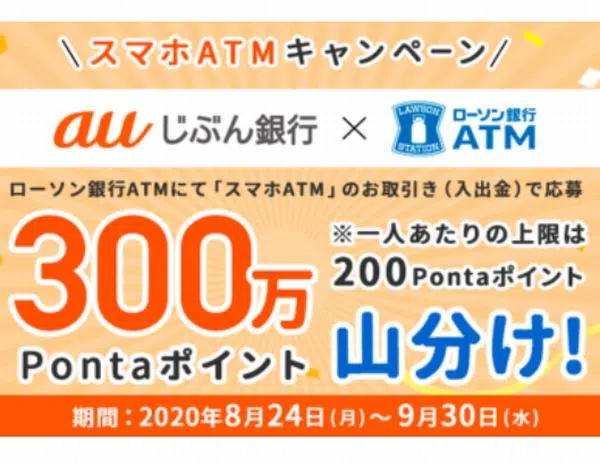 \スマホATMキャンペーン/
au じぶん銀行 × LAWSON STATION ローソン銀行 ATM
ローソン銀行ATMにて「スマホATM」のお取引き(入出金)で応募
300万
Pontaポイント
※一人あたりの上限は
200Pontaポイント
山分け!
期間：2020年8月24日(月)～9月30日(水)